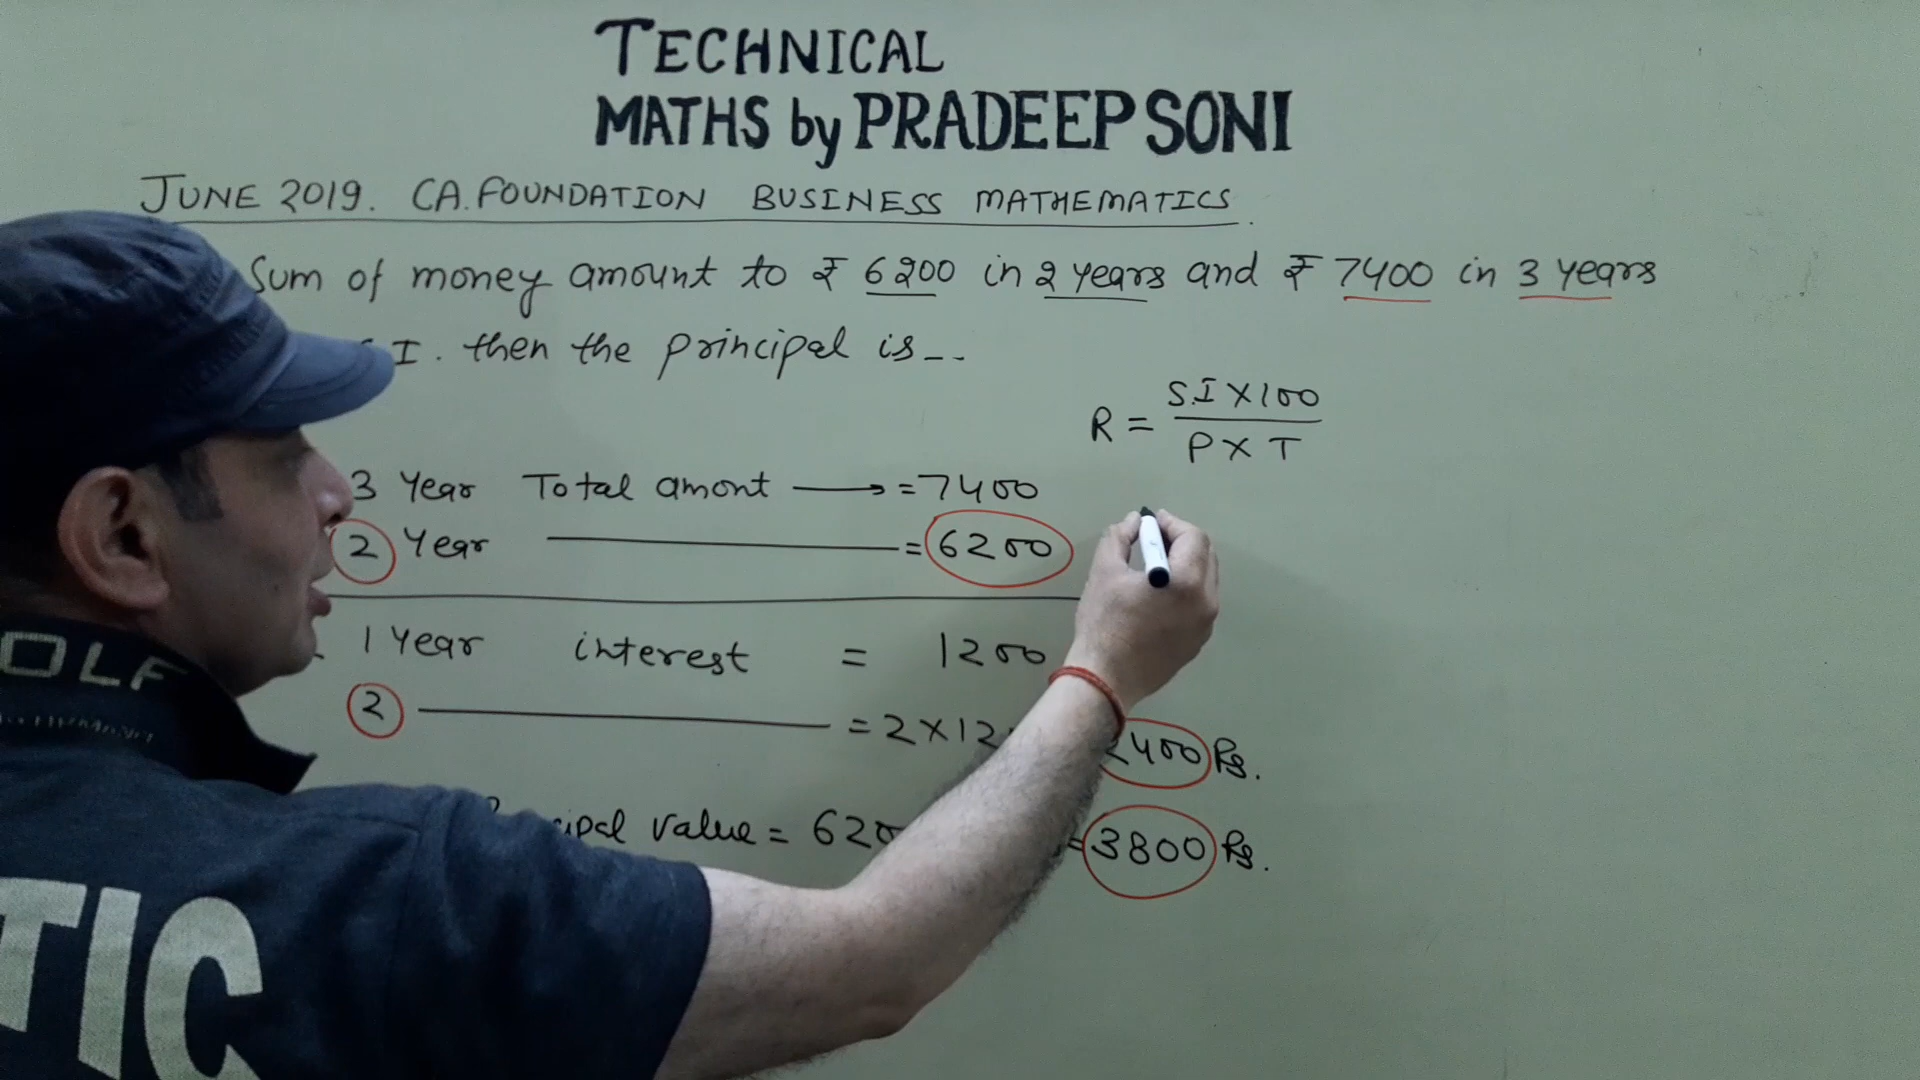 TECHNICAL
MATHS by PRADEEP SONI
JUNE 2019. CA. FOUNDATION BUSINESS MATHEMATICS.
Sum of money amount to ₹ 6200 in 2 years and ₹ 7400 in 3 years
I. then the principal is _..
R = S.I X 100
P X T
3 Year Total amont → = 7400
2 Year = 6200
1 Year interest = 1200
2 = 2 X 12
400 Rs.
value = 62
= 3800 Rs.
OLF
TIC